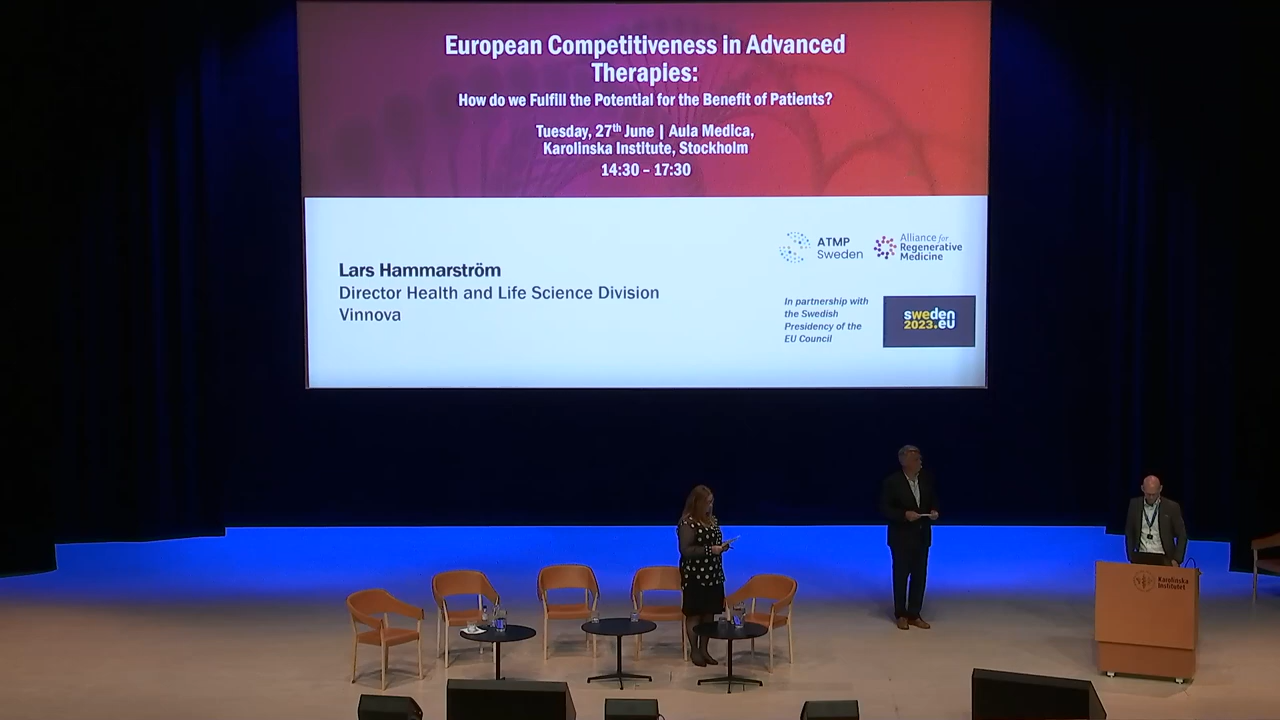 European Competitiveness in Advanced
Therapies:
How do we Fulfill the Potential for the Benefit of Patients?
Tuesday, 27th June | Aula Medica,
Karolinska Institute, Stockholm
14:30 – 17:30
Lars Hammarström
Director Health and Life Science Division
Vinnova
ATMP
Sweden
Alliance for
Regenerative
Medicine
In partnership with
the Swedish
Presidency of the
EU Council
sweden
2023.eu
Karolinska
Institutet